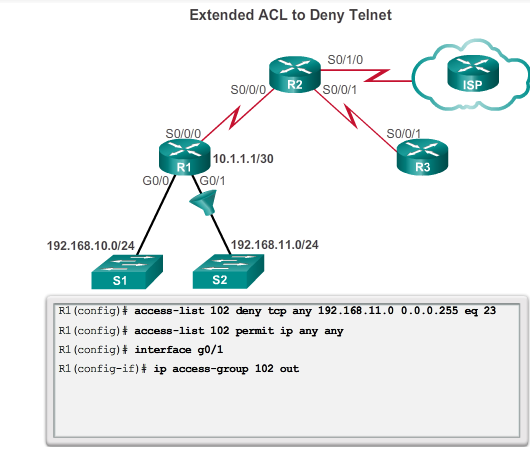 Extended ACL to Deny Telnet
S0/1/0
ISP
R2
S0/0/0
S0/0/1
S0/0/0
S0/0/1
10.1.1.1/30
R1
R3
G0/0
G0/1
192.168.10.0/24
192.168.11.0/24
S1
S2
R1(config)# access-list 102 deny tcp any 192.168.11.0 0.0.0.255 eq 23
R1(config)# access-list 102 permit ip any any
R1(config)# interface g0/1
R1(config-if)# ip access-group 102 out